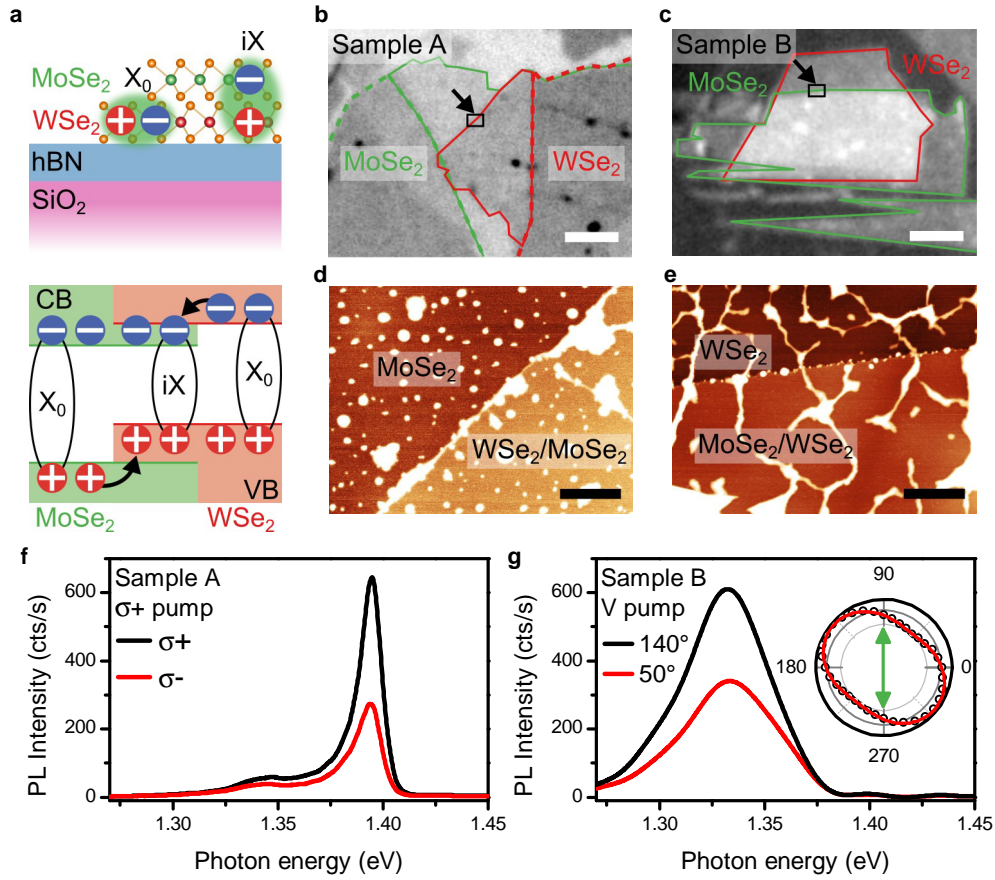 a
iX
MoSe₂
X₀
WSe₂
hBN
SiO₂
CB
X₀
iX
X₀
VB
MoSe₂
WSe₂
b
Sample A
MoSe₂
WSe₂
c
Sample B
MoSe₂
WSe₂
d
MoSe₂
WSe₂/MoSe₂
e
WSe₂
MoSe₂/WSe₂
f
Sample A
σ+ pump
σ+
σ-
PL Intensity (cts/s)
600
400
200
0
1.30
1.35
1.40
1.45
Photon energy (eV)
g
Sample B
V pump
140°
50°
90
180
0
270
PL Intensity (cts/s)
600
300
0
1.30
1.35
1.40
1.45
Photon energy (eV)